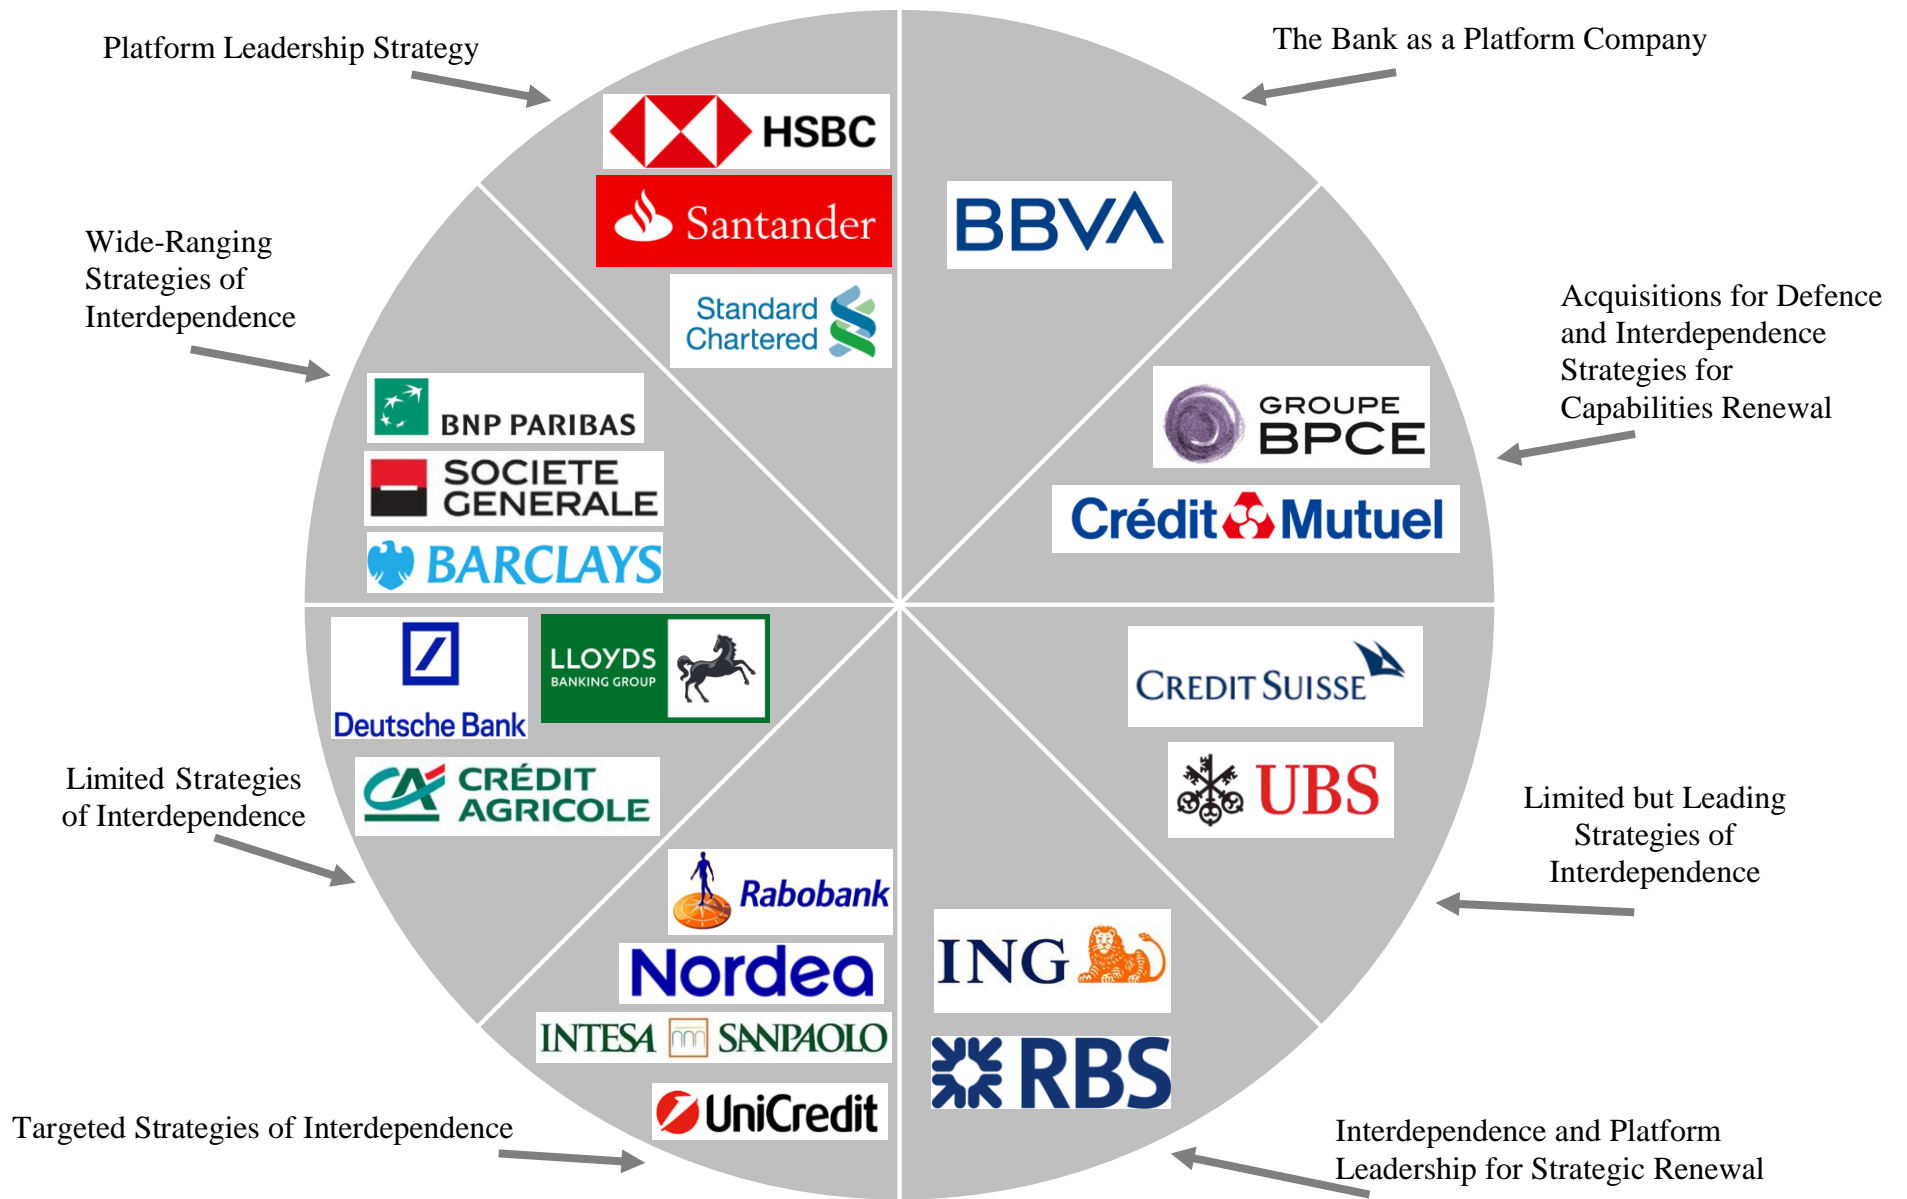 Platform Leadership Strategy
The Bank as a Platform Company
HSBC
Santander
Standard
Chartered
BBVA
Wide-Ranging
Strategies of
Interdependence
Acquisitions for Defence
and Interdependence
Strategies for
Capabilities Renewal
BNP PARIBAS
SOCIETE
GENERALE
BARCLAYS
GROUPE
BPCE
Crédit Mutuel
Deutsche Bank
LLOYDS
BANKING GROUP
CRÉDIT
AGRICOLE
CREDIT SUISSE
UBS
Limited Strategies
of Interdependence
Limited but Leading
Strategies of
Interdependence
Rabobank
Nordea
INTESA SANPAOLO
UniCredit
ING
RBS
Targeted Strategies of Interdependence
Interdependence and Platform
Leadership for Strategic Renewal